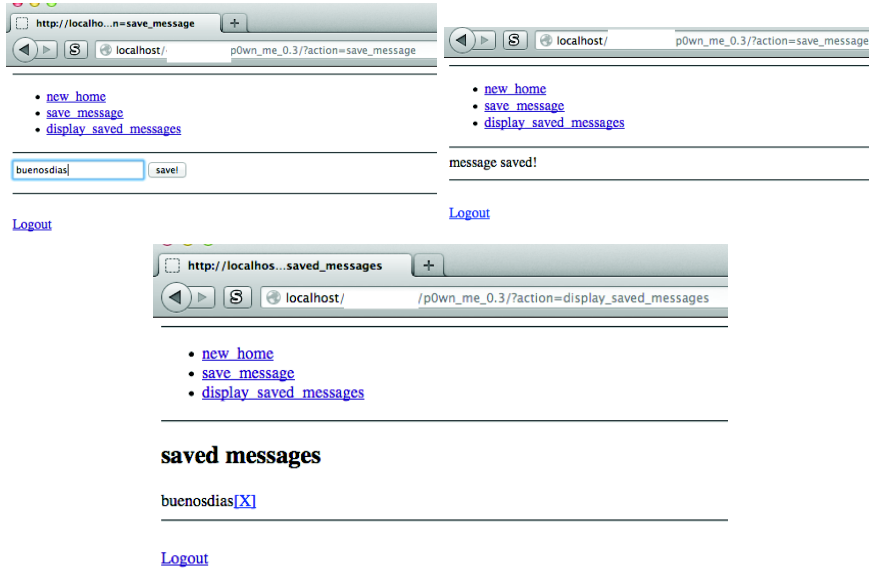 http://localho...n=save_message
localhost/ p0wn_me_0.3/?action=save_message
new_home
save_message
display_saved_messages
buenosdias save!
Logout
localhost/ p0wn_me_0.3/?action=save_message
new_home
save_message
display_saved_messages
message saved!
Logout
http://localhos...saved_messages
localhost/ /p0wn_me_0.3/?action=display_saved_messages
new_home
save_message
display_saved_messages
saved messages
buenosdias[X]
Logout